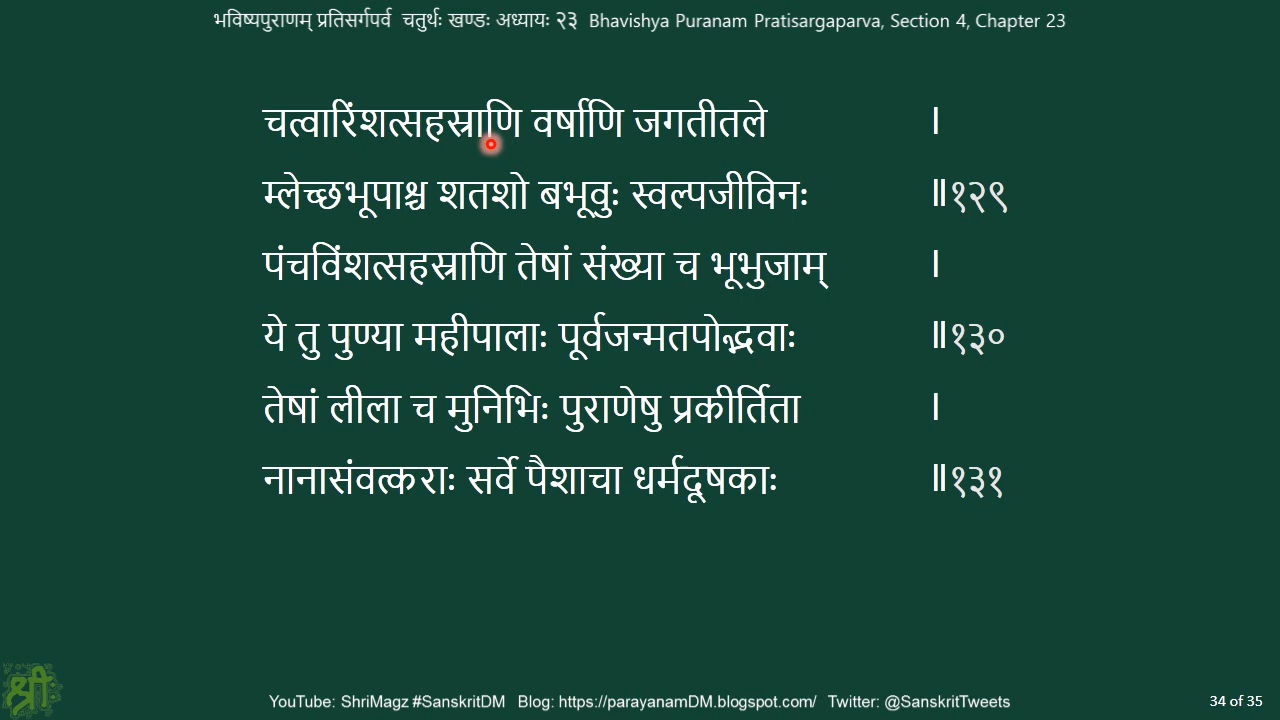 भविष्यपुराणम् प्रतिसर्गपर्व चतुर्थः खण्डः अध्यायः २३ Bhavishya Puranam Pratisargaparva, Section 4, Chapter 23
चत्वारिंशत्सहस्राणि वर्षाणि जगतीतले ।
म्लेच्छभूपाश्च शतशो बभूवुः स्वल्पजीविनः ॥१२९
पंचविंशत्सहस्राणि तेषां संख्या च भूभुजाम् ।
ये तु पुण्या महीपालाः पूर्वजन्मतपोद्भवाः ॥१३०
तेषां लीला च मुनिभिः पुराणेषु प्रकीर्तिता ।
नानासंवत्कराः सर्वे पैशाचा धर्मदूषकाः ॥१३१
श्रीः
YouTube: ShriMagz #SanskritDM Blog: https://parayanamDM.blogspot.com/ Twitter: @SanskritTweets
34 of 35